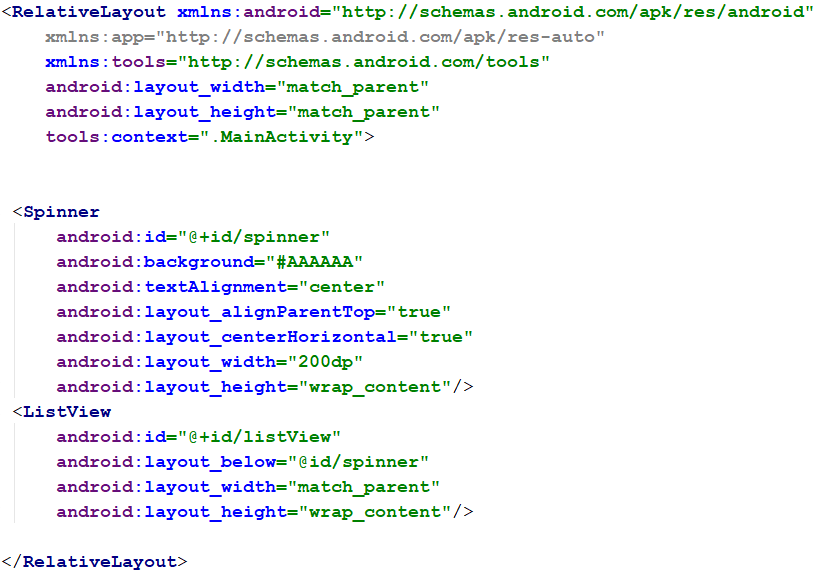 <RelativeLayout xmlns:android="http://schemas.android.com/apk/res/android"
    xmlns:app="http://schemas.android.com/apk/res-auto"
    xmlns:tools="http://schemas.android.com/tools"
    android:layout_width="match_parent"
    android:layout_height="match_parent"
    tools:context=".MainActivity">
 <Spinner
     android:id="@+id/spinner"
     android:background="#AAAAAA"
     android:textAlignment="center"
     android:layout_alignParentTop="true"
     android:layout_centerHorizontal="true"
     android:layout_width="200dp"
     android:layout_height="wrap_content"/>
 <ListView
     android:id="@+id/listView"
     android:layout_below="@id/spinner"
     android:layout_width="match_parent"
     android:layout_height="wrap_content"/>
</RelativeLayout>